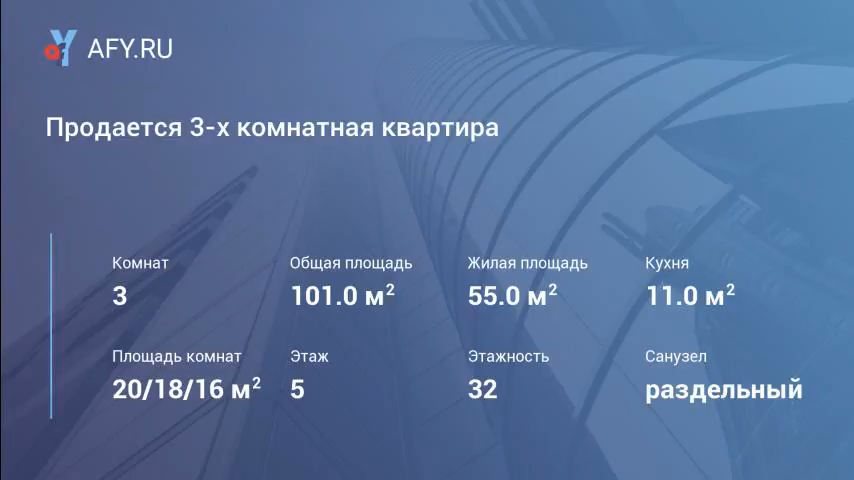 AFY.RU
Продается 3-х комнатная квартира
Комнат
3
Общая площадь
101.0 м²
Жилая площадь
55.0 м²
Кухня
11.0 м²
Площадь комнат
20/18/16 м²
Этаж
5
Этажность
32
Санузел
раздельный